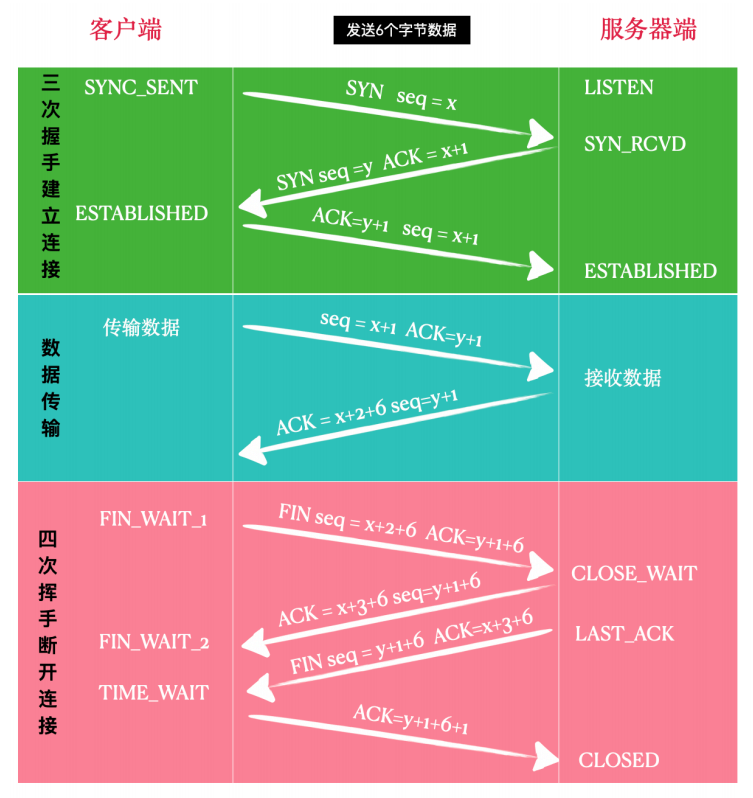 客户端
发送6个字节数据
服务器端
三次握手建立连接
SYNC_SENT
SYN seq = x
LISTEN
SYN_RCVD
SYN seq =y ACK = x+1
ESTABLISHED
ACK=y+1 seq = x+1
ESTABLISHED
数据传输
传输数据
seq = x+1 ACK=y+1
接收数据
ACK = x+2+6 seq=y+1
四次挥手断开连接
FIN_WAIT_1
FIN seq = x+2+6 ACK=y+1+6
CLOSE_WAIT
ACK = x+3+6 seq=y+1+6
LAST_ACK
FIN_WAIT_2
FIN seq = y+1+6 ACK=x+3+6
TIME_WAIT
ACK=y+1+6+1
CLOSED